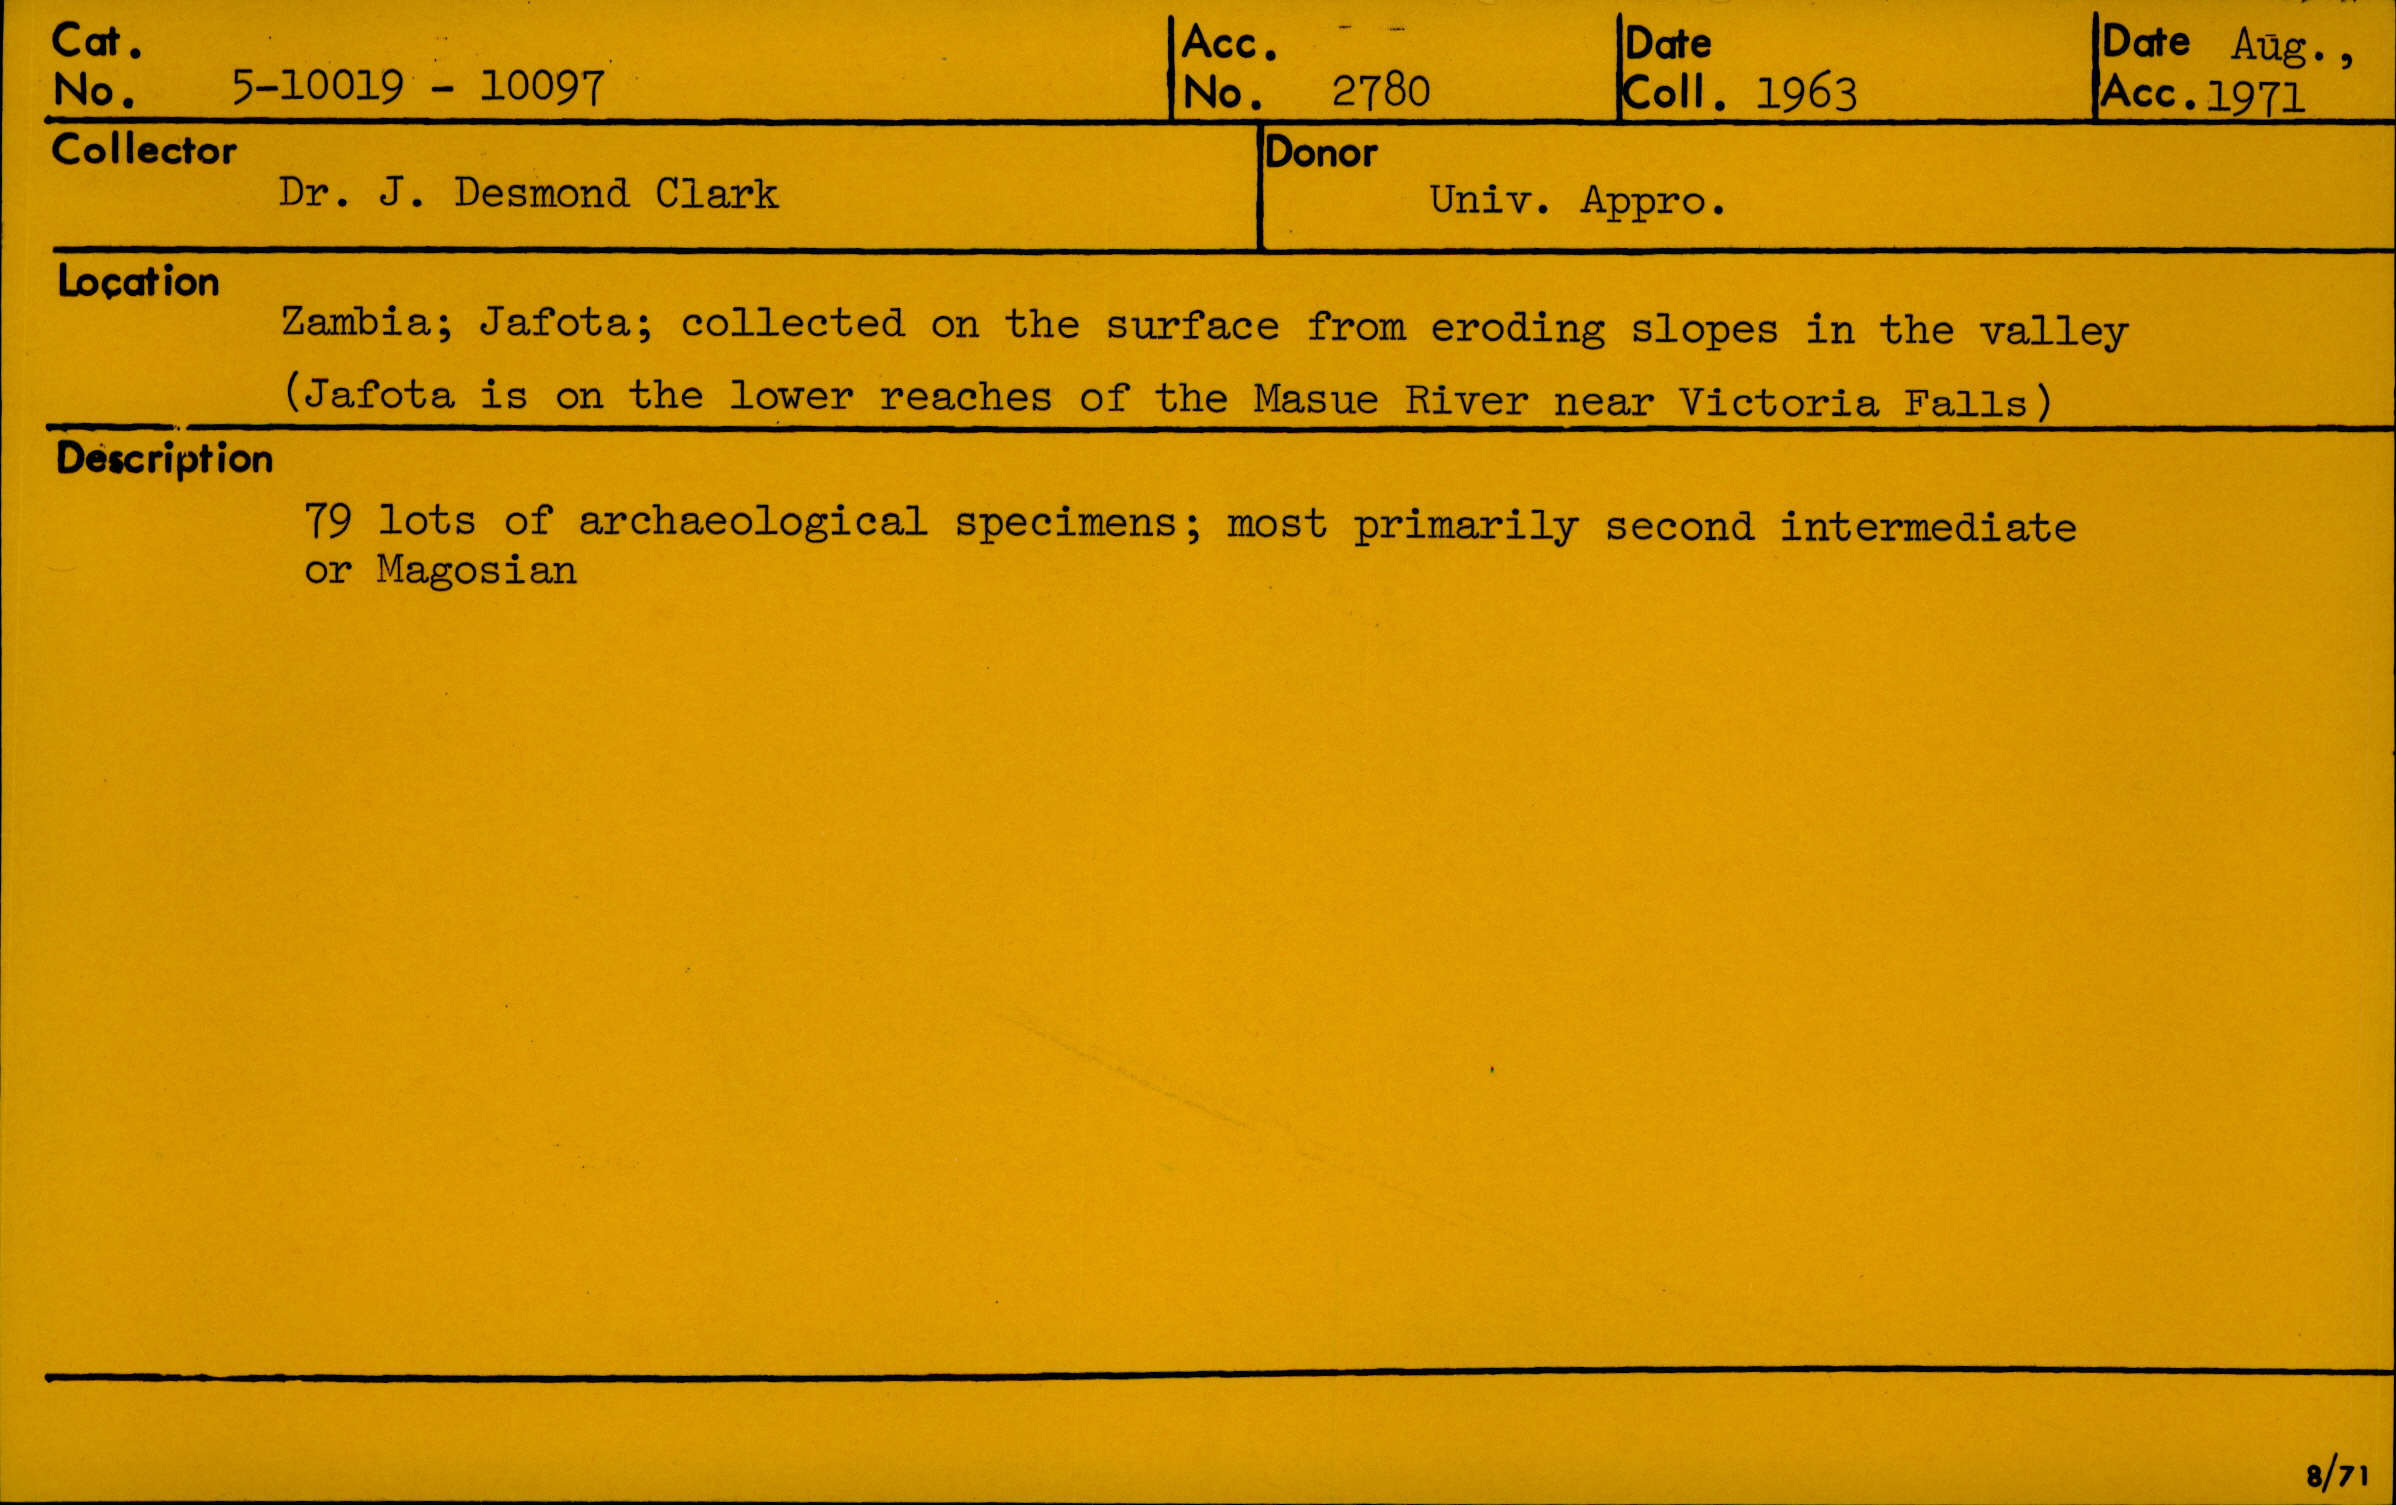 Cat.
No. 5-10019 - 10097
Acc.
No. 2780
Date
Coll. 1963
Date Aug.,
Acc. 1971
Collector
Dr. J. Desmond Clark
Donor
Univ. Appro.
Location
Zambia; Jafota; collected on the surface from eroding slopes in the valley
(Jafota is on the lower reaches of the Masue River near Victoria Falls)
Description
79 lots of archaeological specimens; most primarily second intermediate
or Magosian
8/71